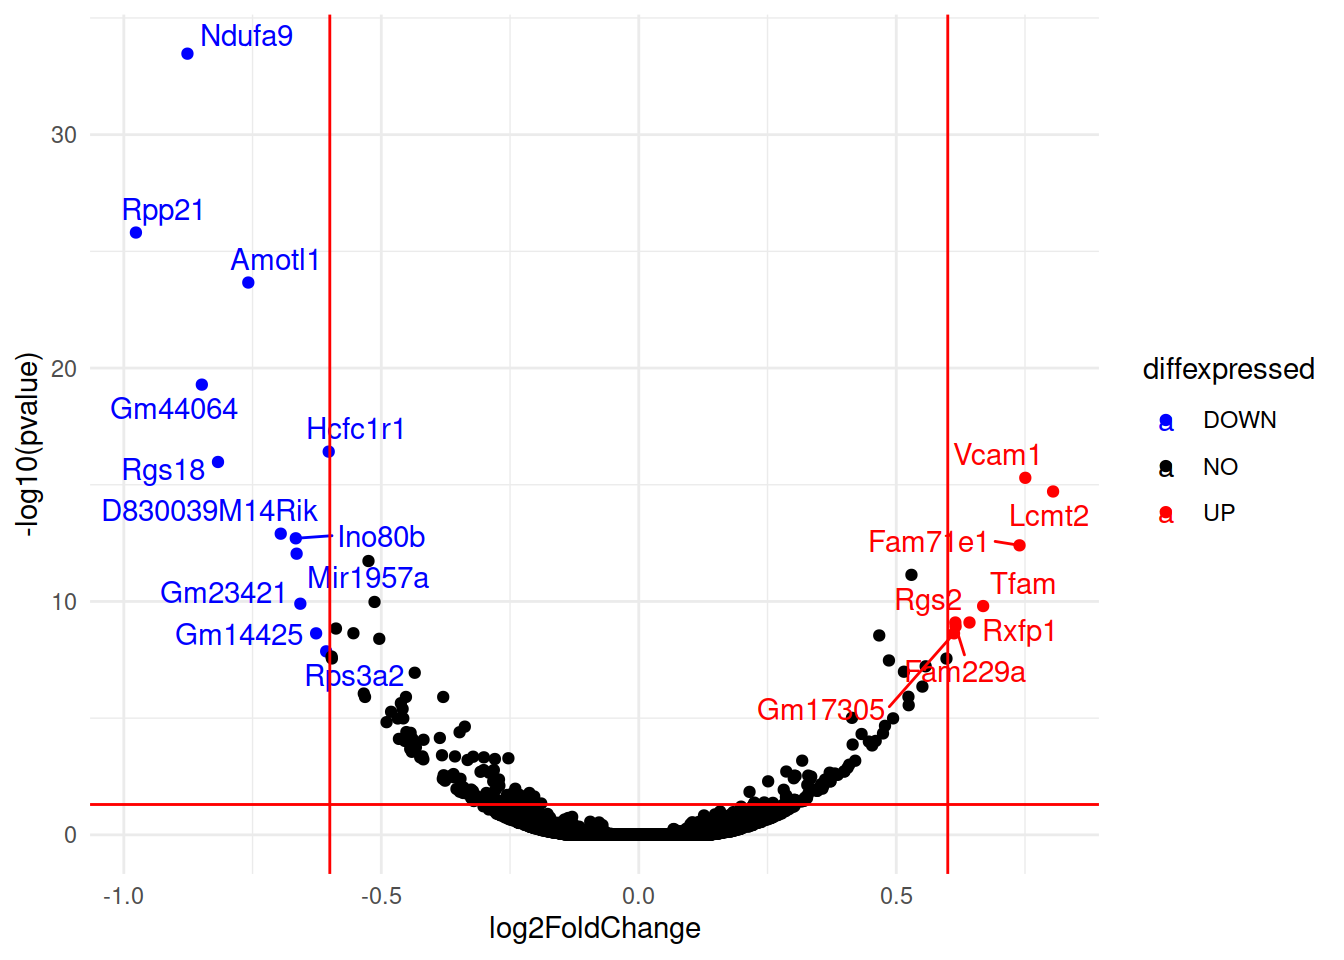 Ndufa9
Rpp21
Amotl1
Gm44064
Hcfc1r1
Rgs18
Vcam1
D830039M14Rik
Lcmt2
Ino80b
Fam71e1
Mir1957a
Tfam
Gm23421
Rgs2
Gm14425
Rxfp1
Rps3a2
Fam229a
Gm17305
30
20
10
0
-log10(pvalue)
-1.0
-0.5
0.0
0.5
log2FoldChange
diffexpressed
a DOWN
a NO
a UP